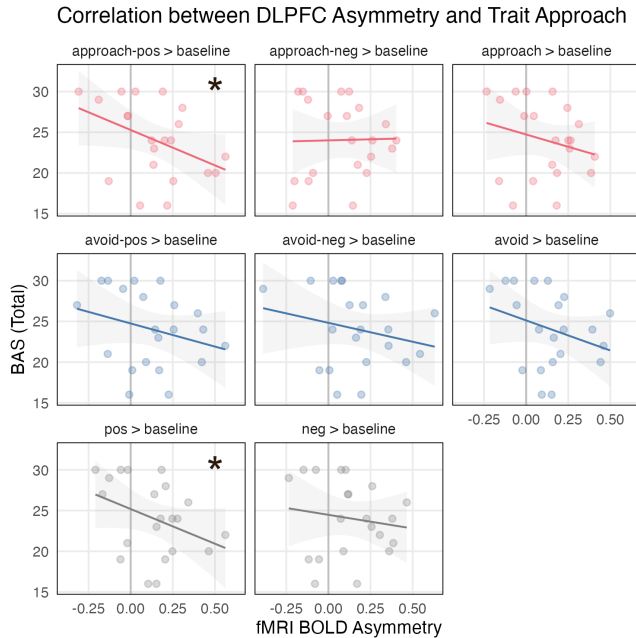 Correlation between DLPFC Asymmetry and Trait Approach
approach-pos > baseline
approach-neg > baseline
approach > baseline
30
25
20
15
*
avoid-pos > baseline
avoid-neg > baseline
avoid > baseline
30
25
20
15
-0.25 0.00 0.25 0.50
pos > baseline
neg > baseline
30
25
20
15
*
-0.25 0.00 0.25 0.50
-0.25 0.00 0.25 0.50
BAS (Total)
fMRI BOLD Asymmetry